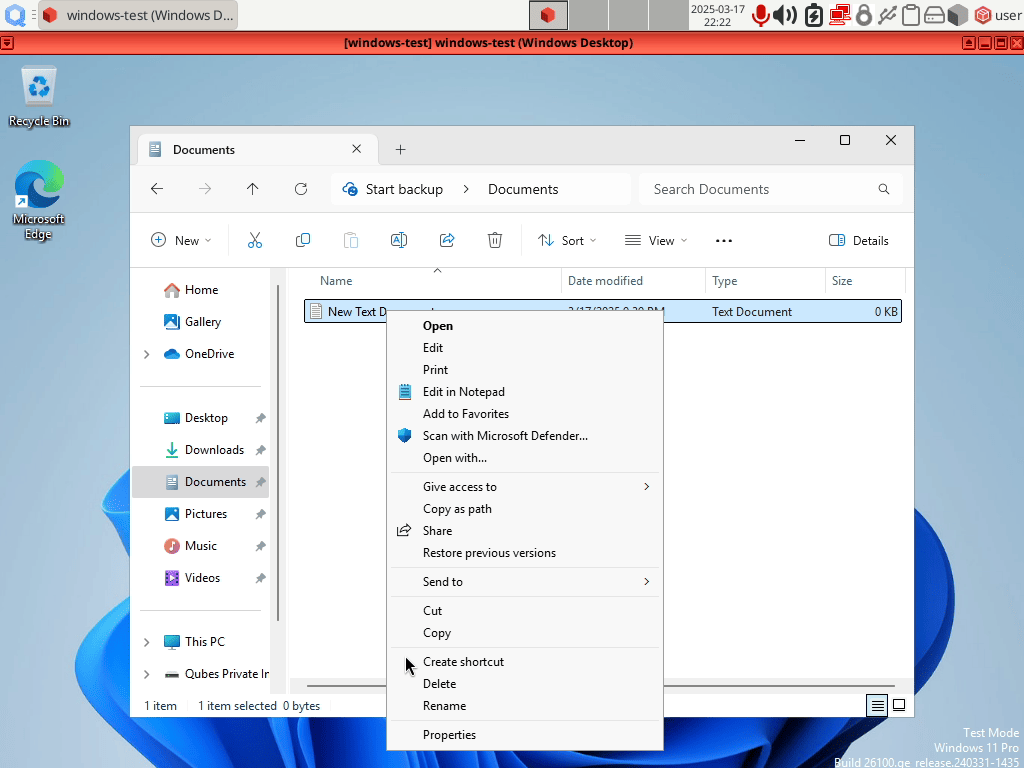 windows-test (Windows D...
2025-03-17
22:22
user
[windows-test] windows-test (Windows Desktop)
Recycle Bin
Microsoft
Edge
Documents
Start backup
Documents
Search Documents
New
Sort
View
Details
Name
Date modified
Type
Size
New Text D
Text Document
0 KB
Home
Gallery
OneDrive
Desktop
Downloads
Documents
Pictures
Music
Videos
This PC
Qubes Private In
Open
Edit
Print
Edit in Notepad
Add to Favorites
Scan with Microsoft Defender...
Open with...
Give access to
Copy as path
Share
Restore previous versions
Send to
Cut
Copy
Create shortcut
Delete
Rename
Properties
1 item
1 item selected 0 bytes
Test Mode
Windows 11 Pro
Build 26100.ge_release.240331-1435